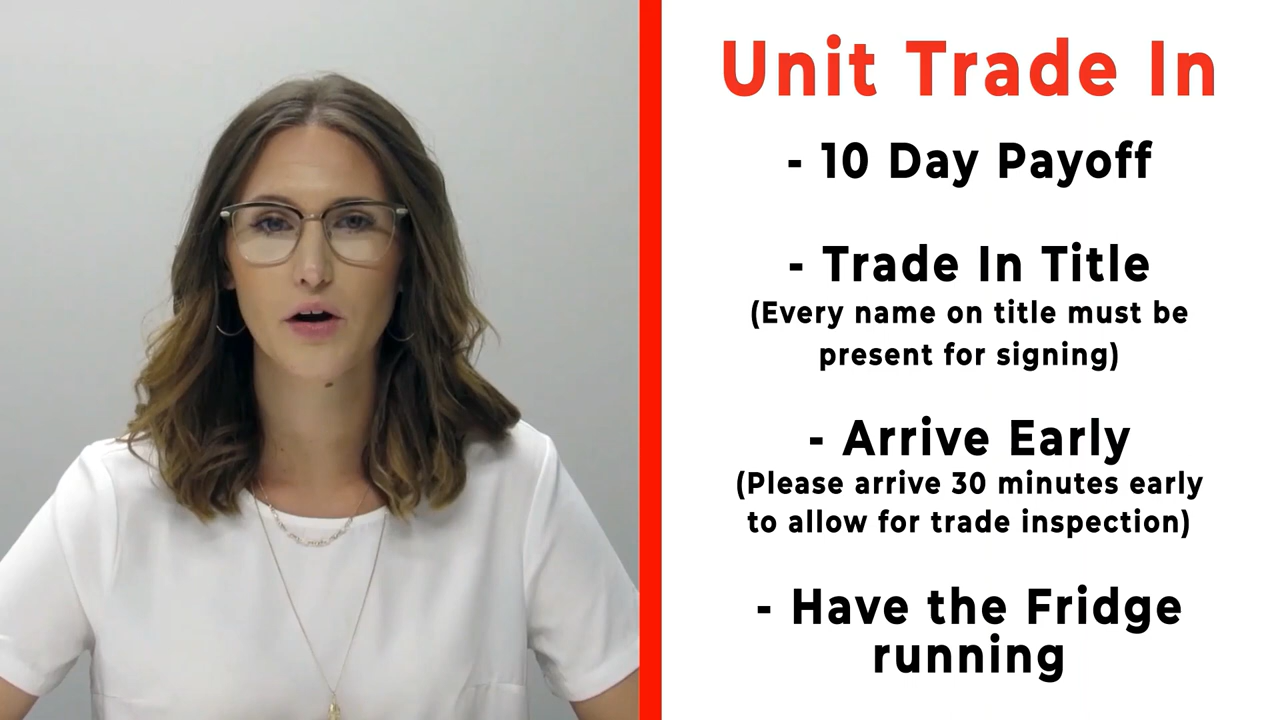 Unit Trade In
- 10 Day Payoff
- Trade In Title
(Every name on title must be
present for signing)
- Arrive Early
(Please arrive 30 minutes early
to allow for trade inspection)
- Have the Fridge
running